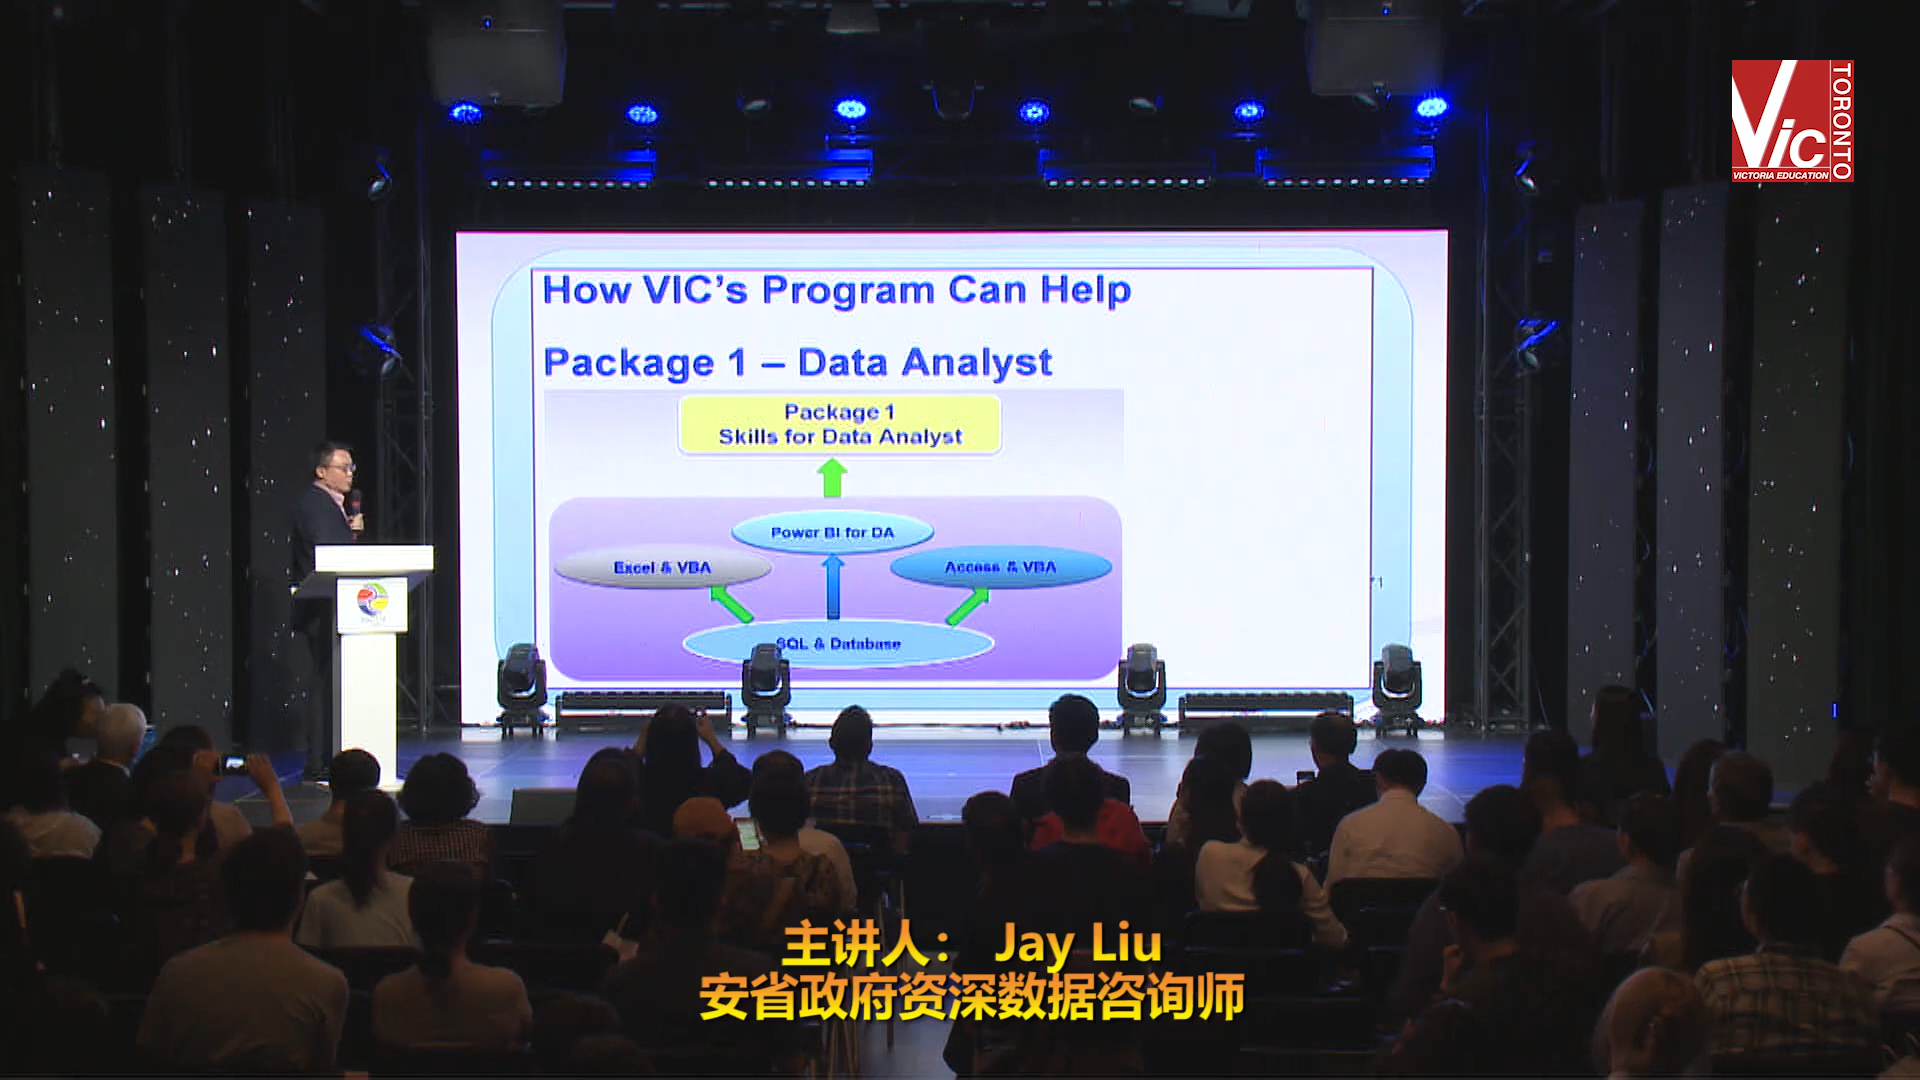 Vic
TORONTO
VICTORIA EDUCATION
How VIC's Program Can Help
Package 1 – Data Analyst
Package 1
Skills for Data Analyst
Power BI for DA
Excel & VBA
Access & VBA
SQL & Database
主讲人： Jay Liu
安省政府资深数据咨询师